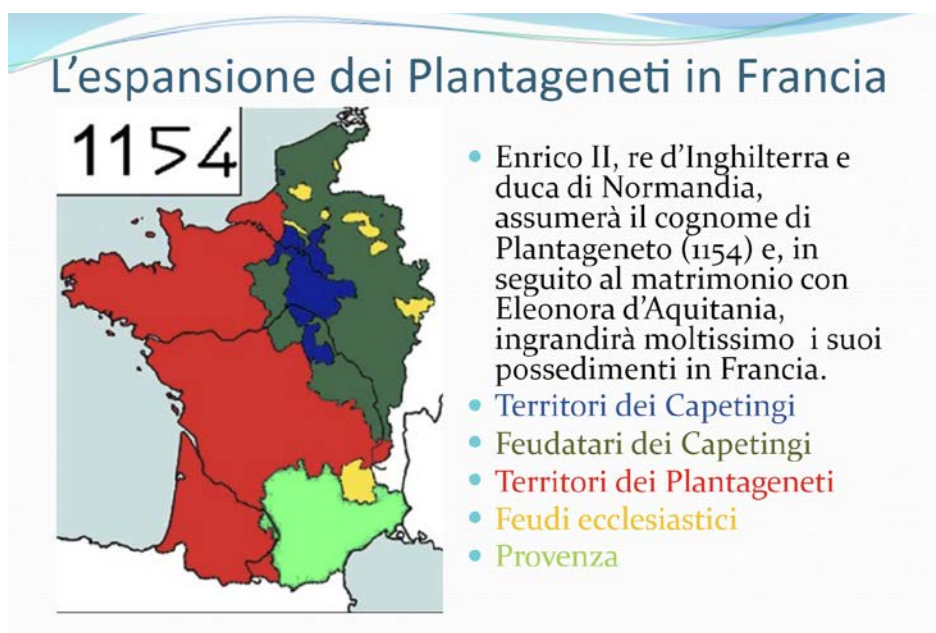 L'espansione dei Plantageneti in Francia
1154
• Enrico II, re d'Inghilterra e
duca di Normandia,
assumerà il cognome di
Plantageneto (1154) e, in
seguito al matrimonio con
Eleonora d'Aquitania,
ingrandirà moltissimo i suoi
possedimenti in Francia.
• Territori dei Capetingi
• Feudatari dei Capetingi
• Territori dei Plantageneti
• Feudi ecclesiastici
• Provenza